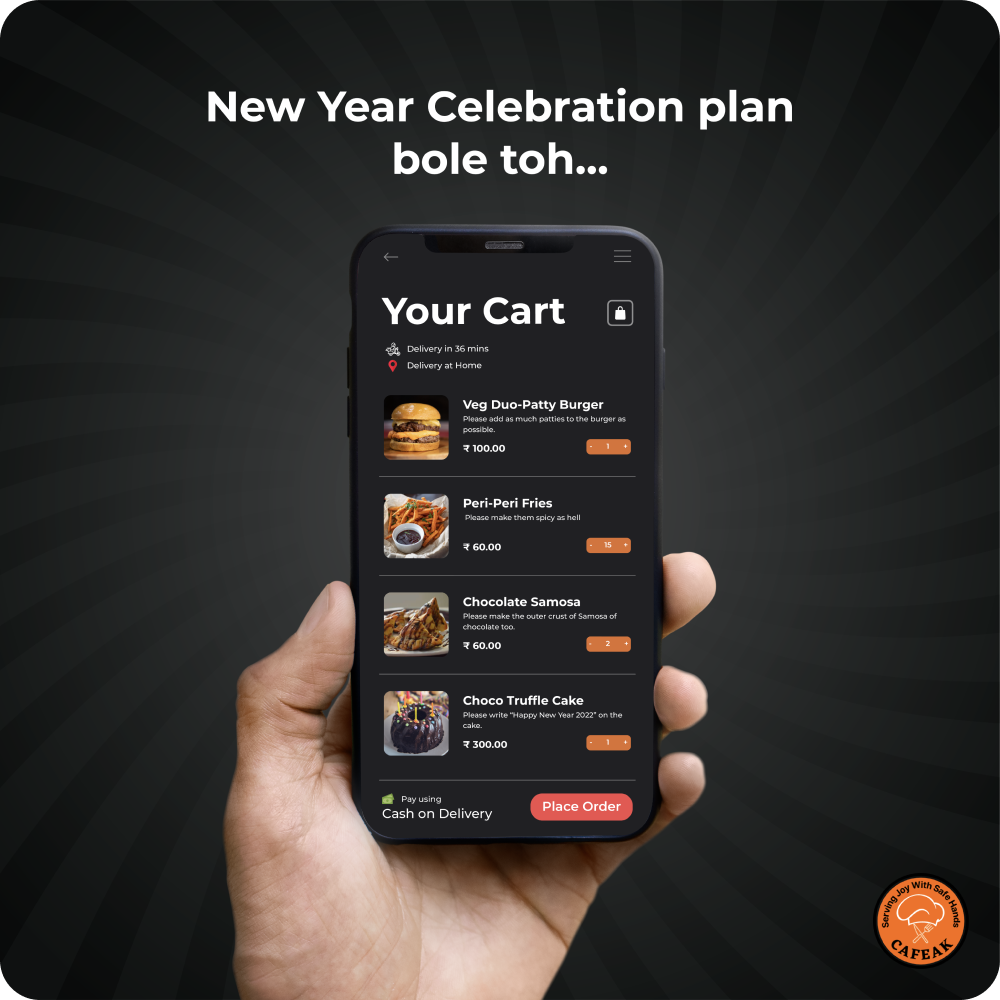 New Year Celebration plan
bole toh...
Your Cart
Delivery in 36 mins
Delivery at Home
Veg Duo-Patty Burger
Please add as much patties to the burger as
possible.
₹ 100.00
- 1 +
Peri-Peri Fries
Please make them spicy as hell
₹ 60.00
- 15 +
Chocolate Samosa
Please make the outer crust of Samosa of
chocolate too.
₹ 60.00
- 2 +
Choco Truffle Cake
Please write “Happy New Year 2022” on the
cake.
₹ 300.00
- 1 +
Pay using
Cash on Delivery
Place Order
Serving Joy With Safe Hands
CAFEAK